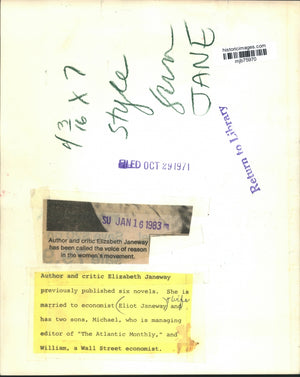 historicimages.com
mjb75970
4 3/16 X 7
Style
Sun
JANE
Return to Library
FILED OCT 29 1971
SU JAN 16 1983
Author and critic Elizabeth Janeway
has been called the voice of reason
in the women's movement.
Author and critic Elizabeth Janeway
previously published six novels. She is
married to economist (Eliot Janeway) and
has two sons, Michael, who is managing
editor of "The Atlantic Monthly," and
William, a Wall Street economist.